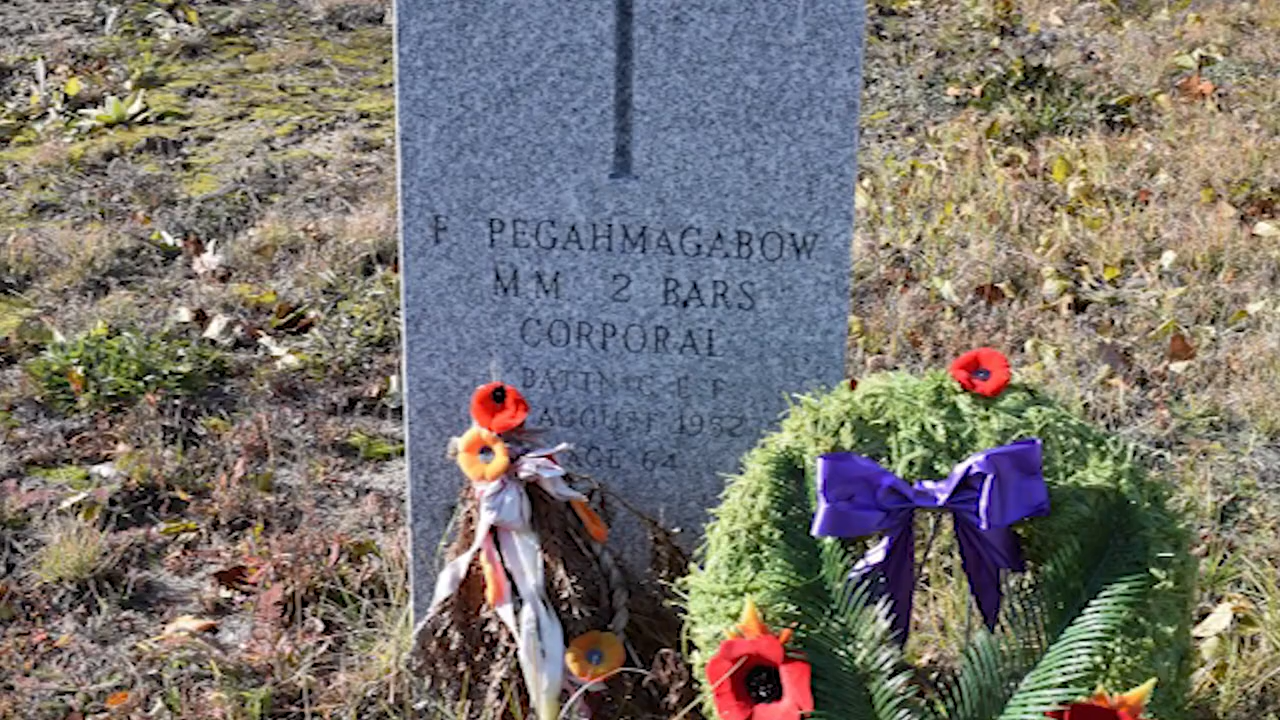 F PEGAHMAGABOW
MM 2 BARS
CORPORAL
BATTN C.E.F.
AUGUST 1952
AGE 64